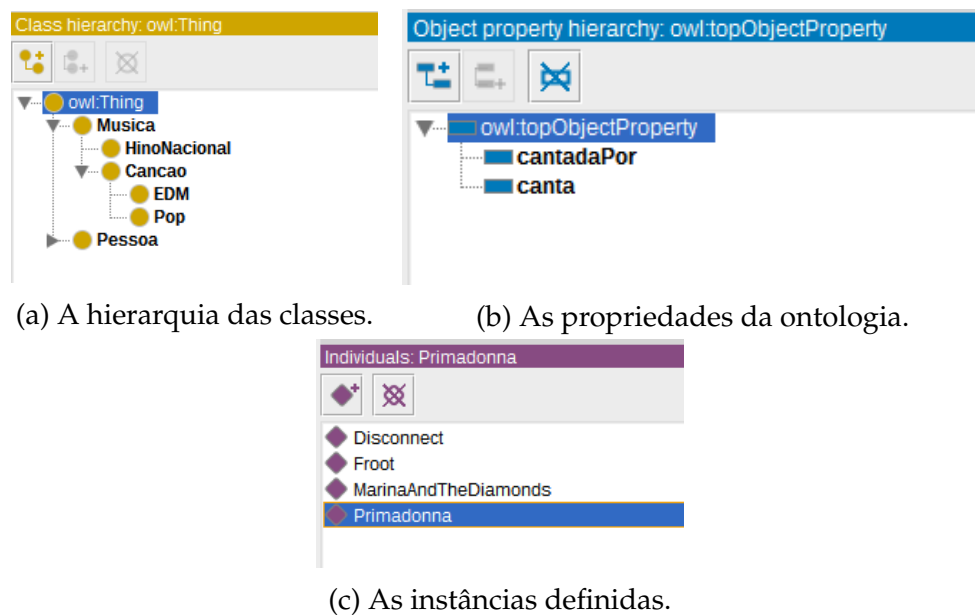 Class hierarchy: owl:Thing
owl:Thing
Musica
HinoNacional
Cancao
EDM
Pop
Pessoa
(a) A hierarquia das classes.
Object property hierarchy: owl:topObjectProperty
owl:topObjectProperty
cantadaPor
canta
(b) As propriedades da ontologia.
Individuals: Primadonna
Disconnect
Froot
MarinaAndTheDiamonds
Primadonna
(c) As instâncias definidas.